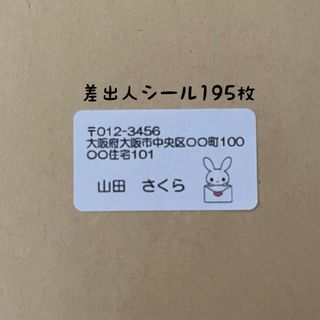 差出人シール195枚
〒012-3456
大阪府大阪市中央区〇〇町100
〇〇住宅101
山田　さくら